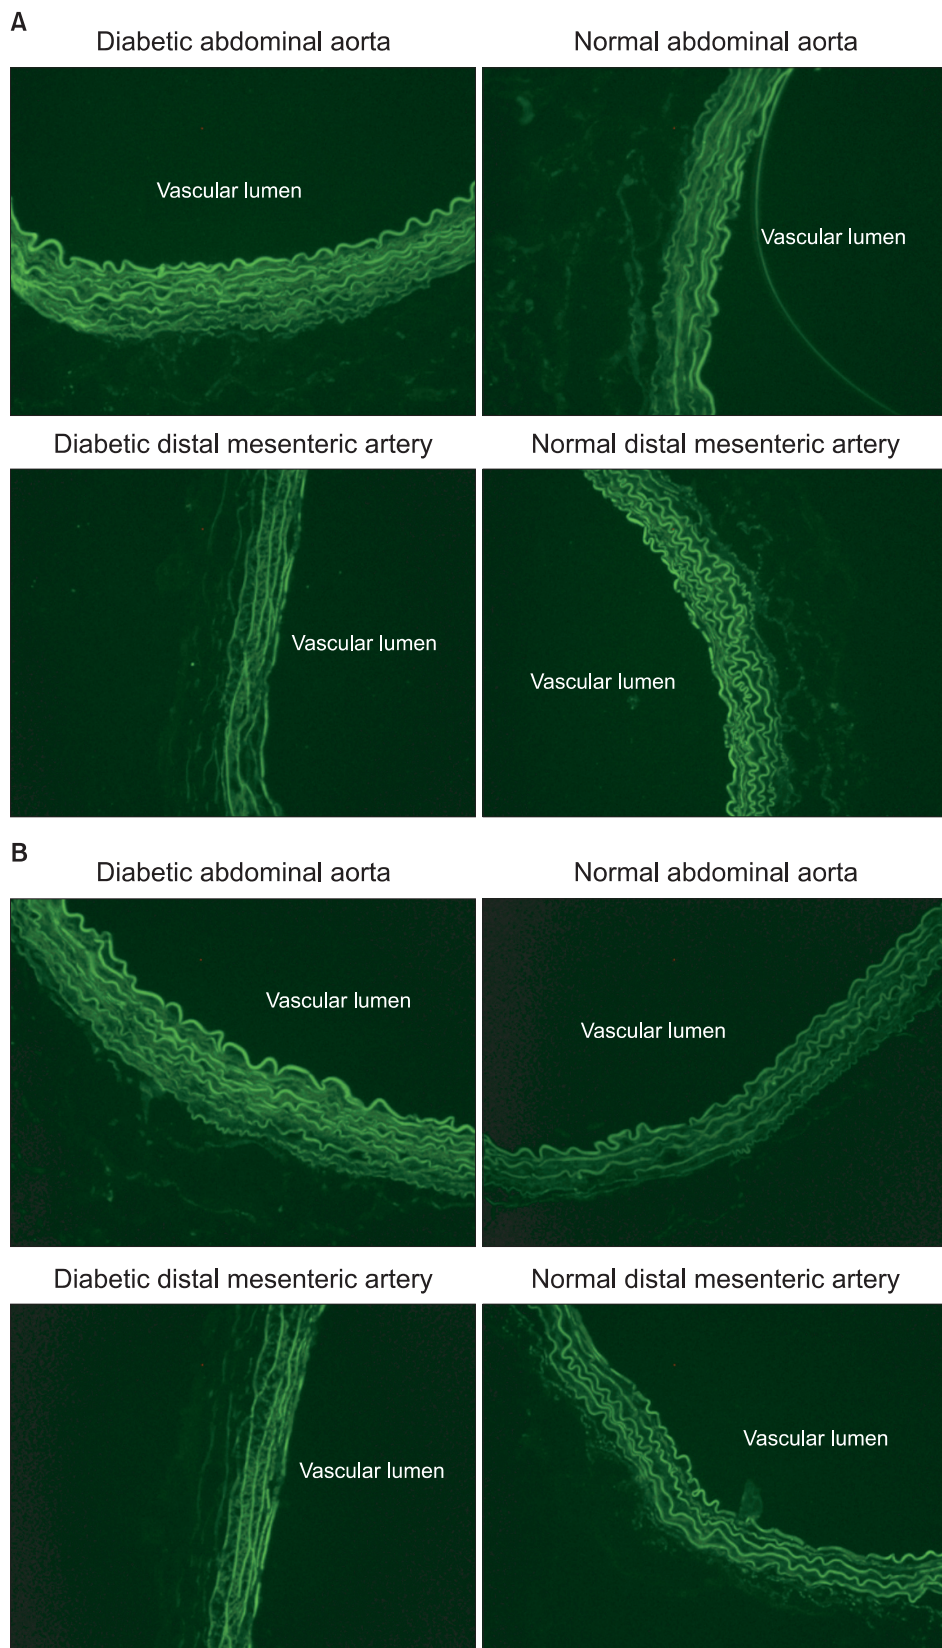 A
Diabetic abdominal aorta
Normal abdominal aorta
Vascular lumen
Vascular lumen
Diabetic distal mesenteric artery
Normal distal mesenteric artery
Vascular lumen
Vascular lumen
B
Diabetic abdominal aorta
Normal abdominal aorta
Vascular lumen
Vascular lumen
Diabetic distal mesenteric artery
Normal distal mesenteric artery
Vascular lumen
Vascular lumen